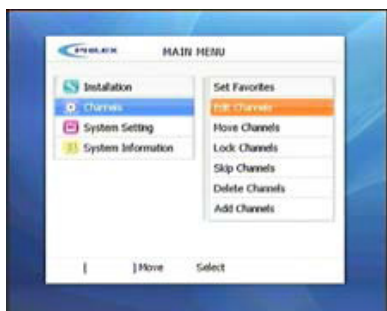 MAIN MENU
Installation
Channels
System Setting
System Information
Set Favorites
Edit Channels
Move Channels
Lock Channels
Skip Channels
Delete Channels
Add Channels
[ ] Move Select